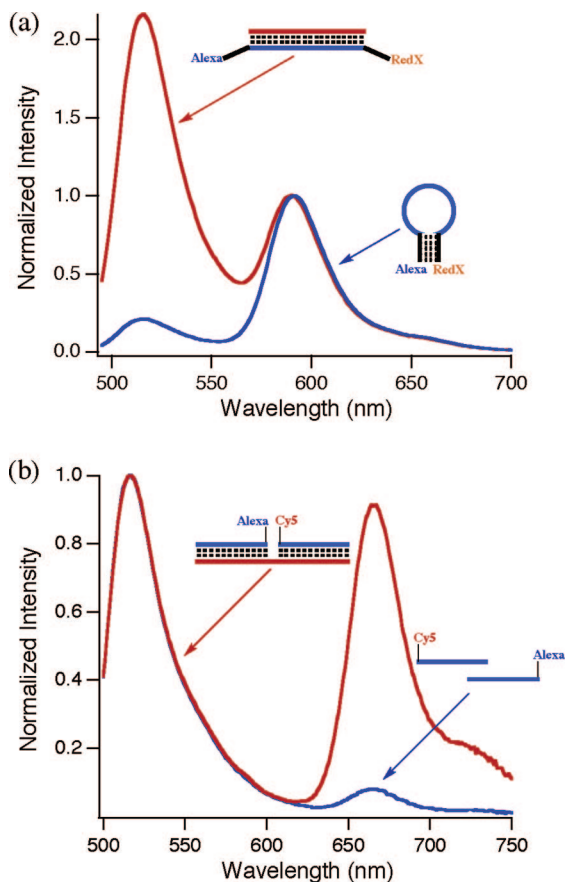 (a)
Normalized Intensity
2.0
1.5
1.0
0.5
0.0
Alexa
RedX
Alexa RedX
500 550 600 650 700
Wavelength (nm)
(b)
Normalized Intensity
1.0
0.8
0.6
0.4
0.2
Alexa Cy5
Cy5
Alexa
500 550 600 650 700 750
Wavelength (nm)